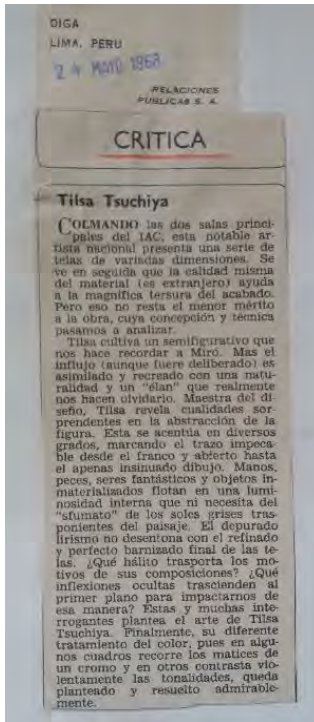 OIGA
LIMA, PERU
24 MAYO 1968
RELACIONES
PUBLICAS S. A.
CRITICA
Tilsa Tsuchiya
COLMANDO las dos salas princi-
pales del IAC, esta notable ar-
tista nacional presenta una serie de
telas de variadas dimensiones. Se
ve en seguida que la calidad misma
del material (es extranjero) ayuda
a la magnífica tersura del acabado.
Pero eso no resta el menor mérito
a la obra, cuya concepción y técnica
pasamos a analizar.
Tilsa cultiva un semifigurativo que
nos hace recordar a Miró. Mas el
influjo (aunque fuere deliberado) es
asimilado y recreado con una natu-
ralidad y un "élan" que realmente
nos hacen olvidarlo. Maestra del di-
seño, Tilsa revela cualidades sor-
prendentes en la abstracción de la
figura. Esta se acentúa en diversos
grados, marcando el trazo impeca-
ble desde el franco y abierto hasta
el apenas insinuado dibujo. Manos,
peces, seres fantásticos y objetos in-
materializados flotan en una lumi-
nosidad interna que ni necesita del
"sfumato" de los soles grises tras-
ponientes del paisaje. El depurado
lirismo no desentona con el refinado
y perfecto barnizado final de las te-
las. ¿Qué hálito trasporta los mo-
tivos de sus composiciones? ¿Qué
inflexiones ocultas trascienden al
primer plano para impactarnos de
esa manera? Estas y muchas inte-
rrogantes plantea el arte de Tilsa
Tsuchiya. Finalmente, su diferente
tratamiento del color, pues en algu-
nos cuadros recorre los matices de
un cromo y en otros contrasta vio-
lentamente las tonalidades, queda
planteado y resuelto admirable-
mente.